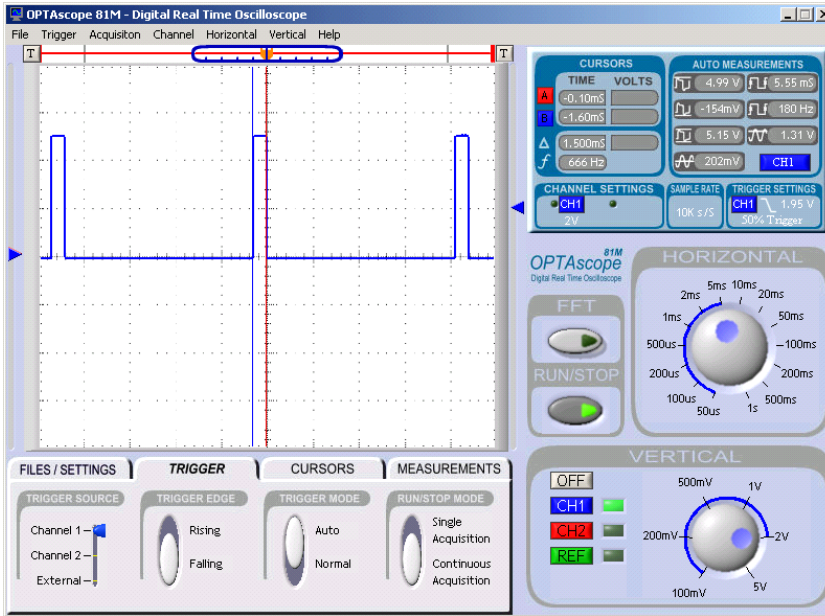 OPTAscope 81M - Digital Real Time Oscilloscope
File Trigger Acquisiton Channel Horizontal Vertical Help
T T
CURSORS
TIME VOLTS
A -0.10mS
B -1.60mS
Δ 1.500mS
f 666 Hz
AUTO MEASUREMENTS
4.99 V 5.55 mS
-154mV 180 Hz
5.15 V 1.31 V
202mV CH1
CHANNEL SETTINGS
CH1
2V
SAMPLE RATE
10K s/S
TRIGGER SETTINGS
CH1 1.95 V
50% Trigger
81M
OPTAscope
Digital Real Time Oscilloscope
FFT
RUN/STOP
HORIZONTAL
50us 100us 200us 500us 1ms 2ms 5ms 10ms 20ms 50ms 100ms 200ms 500ms 1s
FILES / SETTINGS TRIGGER CURSORS MEASUREMENTS
TRIGGER SOURCE
Channel 1
Channel 2
External
TRIGGER EDGE
Rising
Falling
TRIGGER MODE
Auto
Normal
RUN/STOP MODE
Single
Acquisition
Continuous
Acquisition
VERTICAL
OFF
CH1
CH2
REF
100mV 200mV 500mV 1V 2V 5V